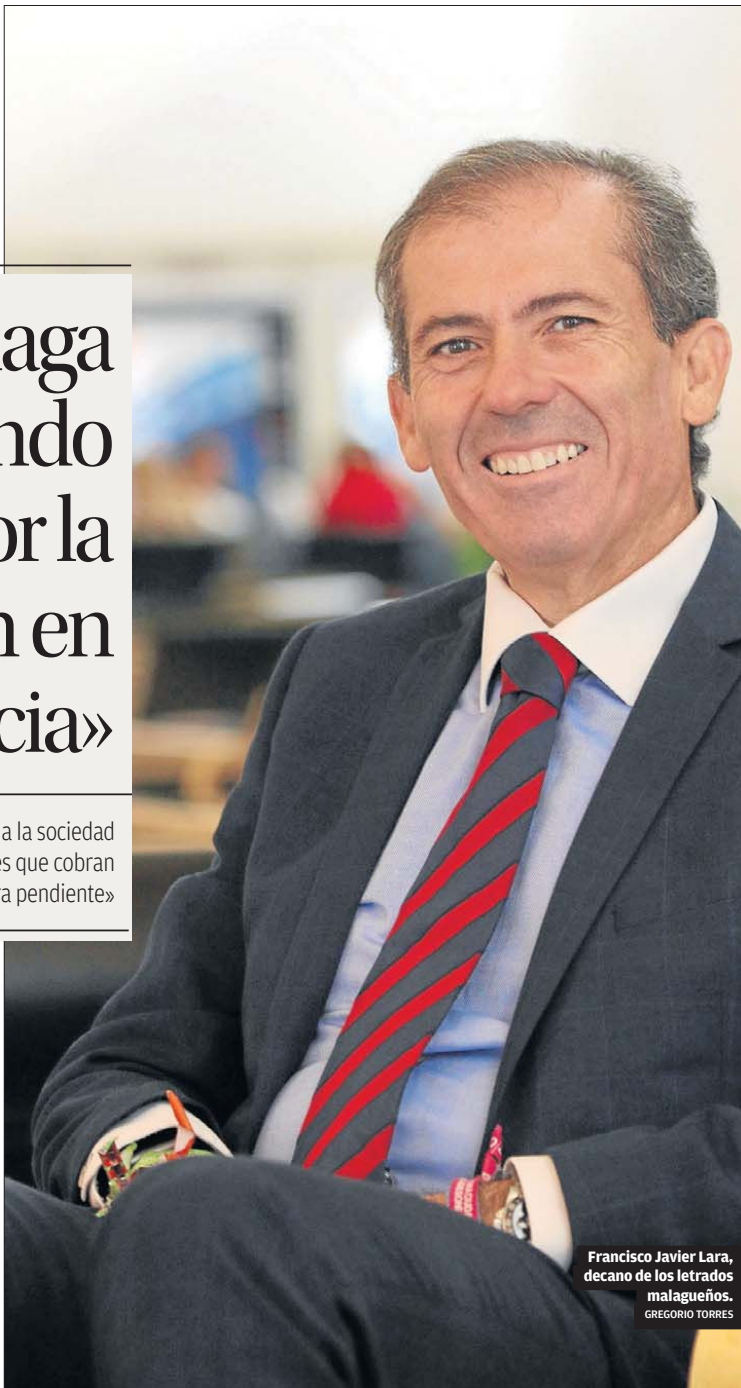 aga
ndo
or la
n en
cia»
a la sociedad
es que cobran
ra pendiente»
Francisco Javier Lara,
decano de los letrados
malagueños.
GREGORIO TORRES